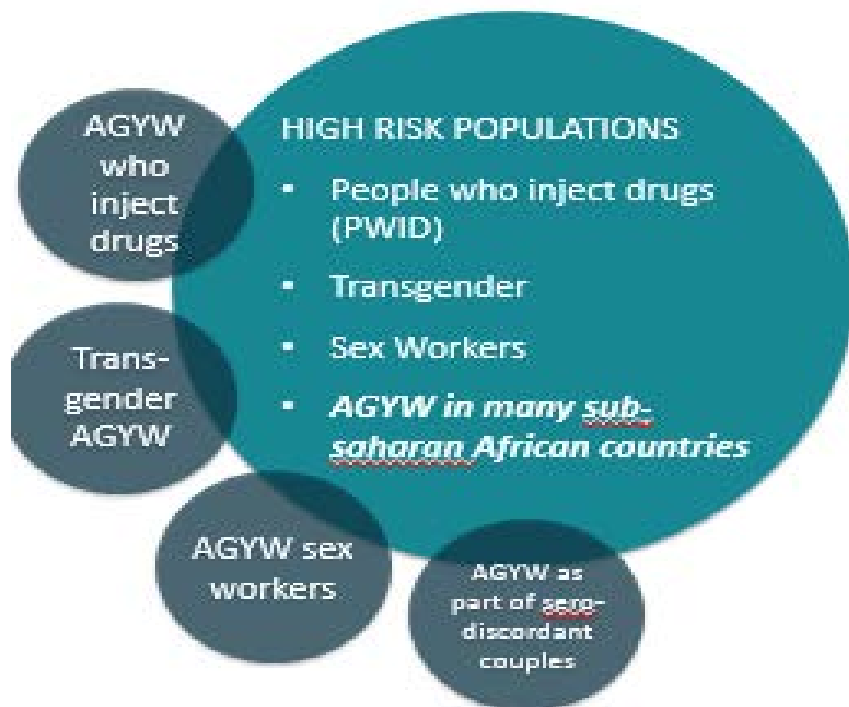 AGYW
who
inject
drugs
HIGH RISK POPULATIONS
▪ People who inject drugs
(PWID)
▪ Transgender
▪ Sex Workers
▪ AGYW in many sub-
saharan African countries
Trans-
gender
AGYW
AGYW sex
workers
AGYW as
part of sero-
discordant
couples